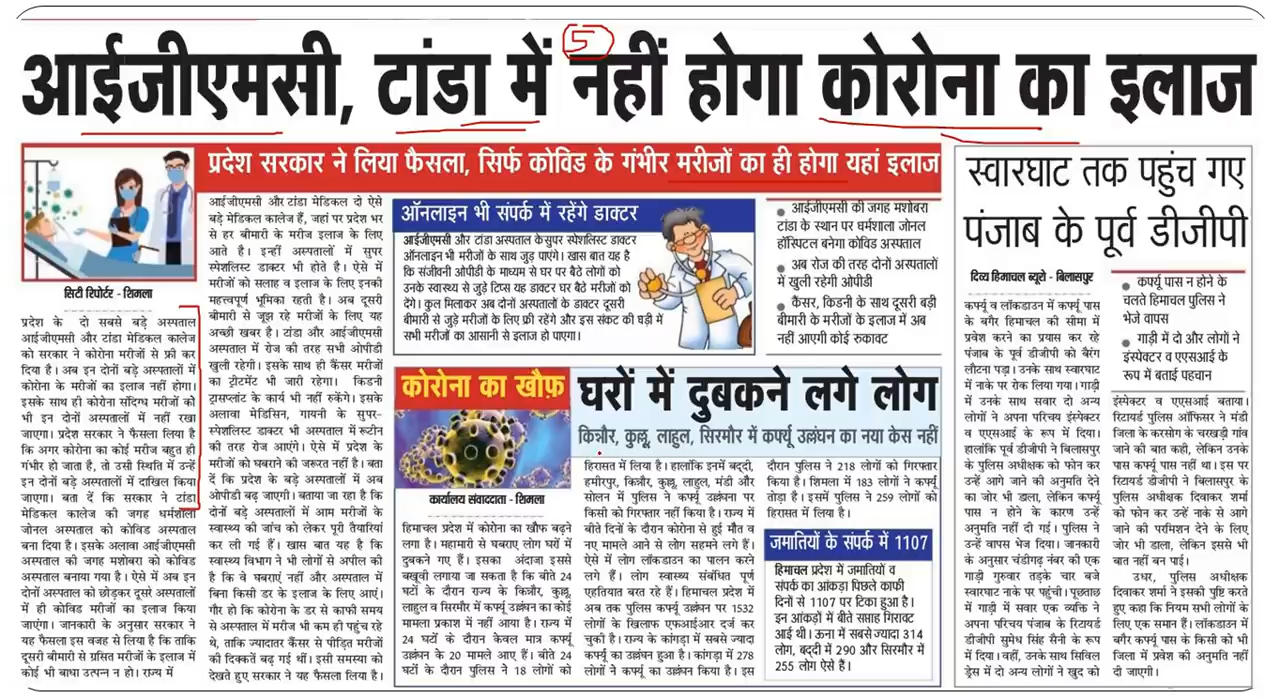 5
आईजीएमसी, टांडा में नहीं होगा कोरोना का इलाज
प्रदेश सरकार ने लिया फैसला, सिर्फ कोविड के गंभीर मरीजों का ही होगा यहां इलाज
सिटी रिपोर्टर - शिमला
प्रदेश के दो सबसे बड़े अस्पताल
आईजीएमसी और टांडा मेडिकल कालेज
को सरकार ने कोरोना मरीजों से फ्री कर
दिया है। अब इन दोनों बड़े अस्पतालों में
कोरोना के मरीजों का इलाज नहीं होगा।
इसके साथ ही कोरोना संदिग्ध मरीजों को
भी इन दोनों अस्पतालों में नहीं रखा
जाएगा। प्रदेश सरकार ने फैसला लिया है
कि अगर कोरोना का कोई मरीज बहुत ही
गंभीर हो जाता है, तो उसी स्थिति में उन्हें
इन दोनों बड़े अस्पतालों में दाखिल किया
जाएगा। बता दें कि सरकार ने टांडा
मेडिकल कालेज की जगह धर्मशाला
जोनल अस्पताल को कोविड अस्पताल
बना दिया है। इसके अलावा आईजीएमसी
अस्पताल की जगह मशोबरा को कोविड
अस्पताल बनाया गया है। ऐसे में अब इन
दोनों अस्पताल को छोड़कर दूसरे अस्पतालों
में ही कोविड मरीजों का इलाज किया
जाएंगा। जानकारी के अनुसार सरकार ने
यह फैसला इस वजह से लिया है कि ताकि
दूसरी बीमारी से ग्रसित मरीजों के इलाज में
कोई भी बाधा उत्पन्न न हो। राज्य में
आईजीएमसी और टांडा मेडिकल दो ऐसे
बड़े मेडिकल कालेज हैं, जहां पर प्रदेश भर
से हर बीमारी के मरीज इलाज के लिए
आते है। इन्हीं अस्पतालों में सुपर
स्पेशलिस्ट डाक्टर भी होते है। ऐसे में
मरीजों को सलाह व इलाज के लिए इनकी
महत्त्वपूर्ण भूमिका रहती है। अब दूसरी
बीमारी से जूझ रहे मरीजों के लिए यह
अच्छी खबर है। टांडा और आईजीएमसी
अस्पताल में रोज की तरह सभी ओपीडी
खुली रहेगी। इसके साथ ही कैंसर मरीजों
का ट्रीटमेंट भी जारी रहेगा। किडनी
ट्रासप्लांट के कार्य भी नहीं रुकेंगे। इसके
अलावा मेडिसिन, गायनी के सुपर-
स्पेशलिस्ट डाक्टर भी अस्पताल में रूटीन
की तरह रोज आएंगे। ऐसे में प्रदेश के
मरीजों को घबराने की जरूरत नहीं है। बता
दें कि प्रदेश के बड़े अस्पतालों में अब
ओपीडी बढ़ जाएगी। बताया जा रहा है कि
दोनों बड़े अस्पतालों में आम मरीजों के
स्वास्थ्य की जांच को लेकर पूरी तैयारियां
कर ली गई हैं। खास बात यह है कि
स्वास्थ्य विभाग ने भी लोगों से अपील की
है कि वे घबराएं नहीं और अस्पताल में
बिना किसी डर के इलाज के लिए आएं।
गौर हो कि कोरोना के डर से काफी समय
से अस्पताल में मरीज भी कम ही पहुंच रहे
थे, ताकि ज्यादातर कैंसर से पीड़ित मरीजों
की दिक्कतें बढ़ गई थीं। इसी समस्या को
देखते हुए सरकार ने यह फैसला लिया है।
ऑनलाइन भी संपर्क में रहेंगे डाक्टर
आईजीएमसी और टांडा अस्पताल के सुपर स्पेशलिस्ट डाक्टर
ऑनलाइन भी मरीजों के साथ जुड़ पाएंगे। खास बात यह है
कि संजीवनी ओपीडी के माध्यम से घर पर बैठे लोगों को
उनके स्वास्थ्य से जुड़े टिप्स यह डाक्टर घर बैठे मरीजों को
देंगे। कुल मिलाकर अब दोनों अस्पतालों के डाक्टर दूसरी
बीमारी से जुड़े मरीजों के लिए फ्री रहेंगे और इस संकट की घड़ी में
सभी मरीजों का आसानी से इलाज हो पाएगा।
आईजीएमसी की जगह मशोबरा
टांडा के स्थान पर धर्मशाला जोनल
हॉस्पिटल बनेगा कोविड अस्पताल
अब रोज की तरह दोनों अस्पतालों
में खुली रहेगी ओपीडी
कैंसर, किडनी के साथ दूसरी बड़ी
बीमारी के मरीजों के इलाज में अब
नहीं आएगी कोई रुकावट
कोरोना का खौफ़
घरों में दुबकने लगे लोग
किन्नौर, कुल्लू, लाहुल, सिरमौर में कर्फ्यू उल्लंघन का नया केस नहीं
कार्यालय संवाददाता - शिमला
हिमाचल प्रदेश में कोरोना का खौफ बढ़ने
लगा है। महामारी से घबराए लोग घरों में
दुबकने गए हैं। इसका अंदाजा इससे
बखूबी लगाया जा सकता है कि बीते 24
घंटों के दौरान राज्य के किन्नौर, कुल्लू,
लाहुल व सिरमौर में कर्फ्यू उल्लंघन का कोई
मामला प्रकाश में नहीं आया है। राज्य में
24 घंटों के दौरान केवल मात्र कर्फ्यू
उल्लंघन के 20 मामले आए हैं। बीते 24
घंटों के दौरान पुलिस ने 18 लोगों को
हिरासत में लिया है। हालांकि इनमें बद्दी,
हमीरपुर, किन्नौर, कुल्लू, लाहुल, मंडी और
सोलन में पुलिस ने कर्फ्यू उल्लंघना पर
किसी को गिरफ्तार नहीं किया है। राज्य में
बीते दिनों के दौरान कोरोना से हुई मौत व
नए मामले आने से लोग सहमने लगे हैं।
ऐसे में लोग लॉकडाउन का पालन करने
लगे हैं। लोग स्वास्थ्य संबंधित पूर्ण
एहतियात बरत रहे हैं। हिमाचल प्रदेश में
अब तक पुलिस कर्फ्यू उल्लंघन पर 1532
लोगों के खिलाफ एफआईआर दर्ज कर
चुकी है। राज्य के कांगड़ा में सबसे ज्यादा
कर्फ्यू का उल्लंघन हुआ है। कांगड़ा में 278
लोगों ने कर्फ्यू का उल्लंघन किया है। इस
दौरान पुलिस ने 218 लोगों को गिरफ्तार
किया है। शिमला में 183 लोगों ने कर्फ्यू
तोड़ा है। इसमें पुलिस ने 259 लोगों को
हिरासत में लिया है।
जमातियों के संपर्क में 1107
हिमाचल प्रदेश में जमातियों व
संपर्क का आंकड़ा पिछले काफी
दिनों से 1107 पर टिका हुआ है।
इन आंकड़ों में बीते सप्ताह गिरावट
आई थी। ऊना में सबसे ज्यादा 314
लोग, बद्दी में 290 और सिरमौर में
255 लोग ऐसे है।
स्वारघाट तक पहुंच गए
पंजाब के पूर्व डीजीपी
दिव्य हिमाचल ब्यूरो - बिलासपुर
कर्फ्यू व लॉकडाउन में कर्फ्यू पास
के बगैर हिमाचल की सीमा में
प्रवेश करने का प्रयास कर रहे
पंजाब के पूर्व डीजीपी को बैरंग
लौटना पड़ा। उनके साथ स्वारघाट
में नाके पर रोक लिया गया। गाड़ी
में उनके साथ सवार दो अन्य
लोगों ने अपना परिचय इंस्पेक्टर
व एएसआई के रूप में दिया।
हालांकि पूर्व डीजीपी ने बिलासपुर
के पुलिस अधीक्षक को फोन कर
उन्हें आगे जाने की अनुमति देने
का जोर भी डाला, लेकिन कर्फ्यू
पास न होने के कारण उन्हें
अनुमति नहीं दी गई। पुलिस ने
उन्हें वापस भेज दिया। जानकारी
के अनुसार चंडीगढ़ नंबर की एक
गाड़ी गुरुवार तड़के चार बजे
स्वारघाट नाके पर पहुंची। पूछताछ
में गाड़ी में सवार एक व्यक्ति ने
अपना परिचय पंजाब के रिटायर्ड
डीजीपी सुमेध सिंह सैनी के रूप
में दिया। वहीं, उनके साथ सिविल
ड्रेस में दो अन्य लोगों ने खुद को
कर्फ्यू पास न होने के
चलते हिमाचल पुलिस ने
भेजे वापस
गाड़ी में दो और लोगों ने
इंस्पेक्टर व एएसआई के
रूप में बताई पहचान
इंस्पेक्टर व एएसआई बताया।
रिटायर्ड पुलिस ऑफिसर ने मंडी
जिला के करसोग के चरखड़ी गांव
जाने की बात कही, लेकिन उनके
पास कर्फ्यू पास नहीं था। इस पर
रिटायर्ड डीजीपी ने बिलासपुर के
पुलिस अधीक्षक दिवाकर शर्मा
को फोन कर उन्हें नाके से आगे
जाने की परमिशन देने के लिए
जोर भी डाला, लेकिन इससे भी
बात नहीं बन पाई।
उधर, पुलिस अधीक्षक
दिवाकर शर्मा ने इसकी पुष्टि करते
हुए कहा कि नियम सभी लोगों के
लिए एक समान हैं। लॉकडाउन में
बगैर कर्फ्यू पास के किसी को भी
जिला में प्रवेश की अनुमति नहीं
दी जाएगी।